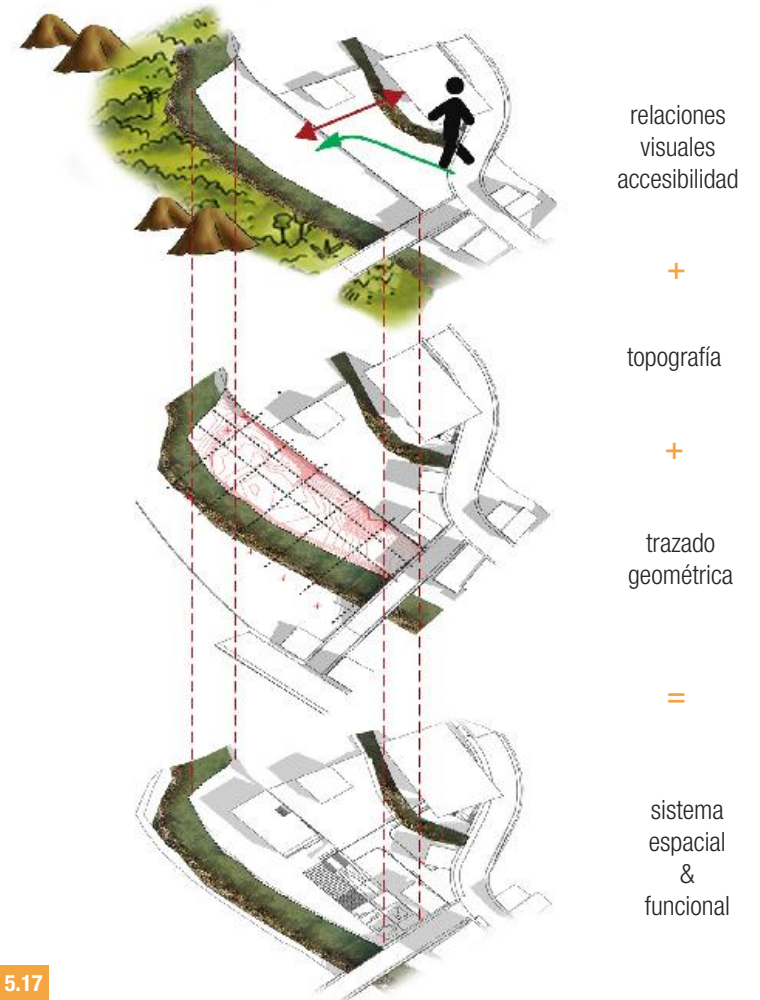 relaciones
visuales
accesibilidad
+
topografía
+
trazado
geométrica
=
sistema
espacial
&
funcional
5.17